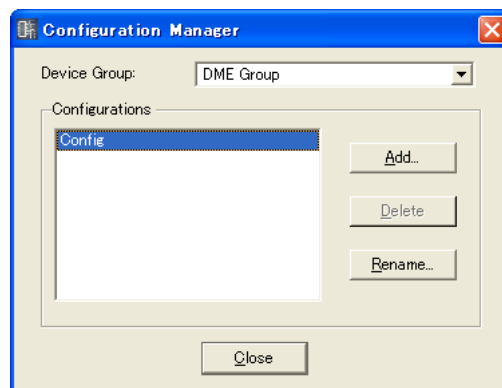 Configuration Manager
Device Group:
DME Group
Configurations
Config
Add...
Delete
Rename...
Close